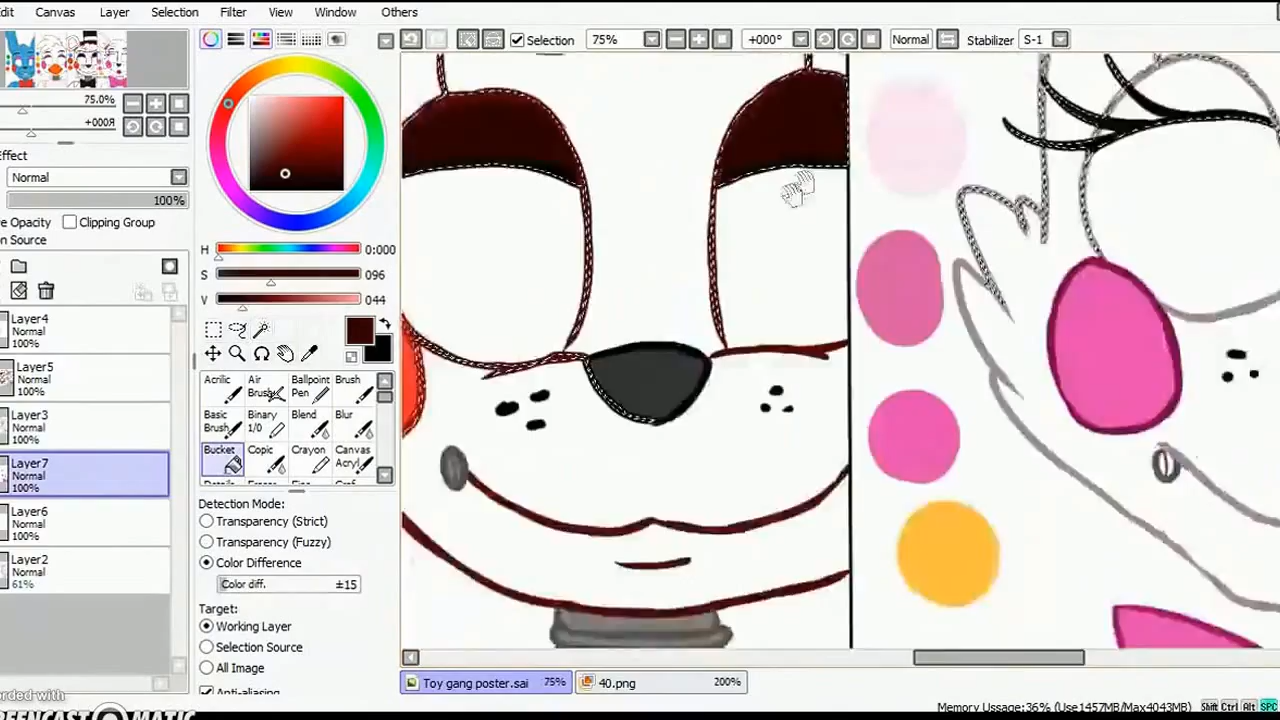 dit Canvas Layer Selection Filter View Window Others
Selection 75% +000° Normal Stabilizer S-1
75.0%
+000Я
Effect
Normal
100%
e Opacity Clipping Group
on Source
Layer4
Normal
100%
Layer5
Normal
100%
Layer3
Normal
100%
Layer7
Normal
100%
Layer6
Normal
100%
Layer2
Normal
61%
H 0:000
S 096
V 044
Acrilic Air Brush Ballpoint Pen Brush
Basic Brush Binary 1/0 Blend Blur
Bucket Copic Crayon Canvas Acryl
Detection Mode:
Transparency (Strict)
Transparency (Fuzzy)
Color Difference
Color diff. ±15
Target:
Working Layer
Selection Source
All Image
Anti-aliasing
Toy gang poster.sai 75% 40.png 200%
Memory Usage:36% (Use1457MB/Max4043MB) Shift Ctrl Alt SPC
orded with